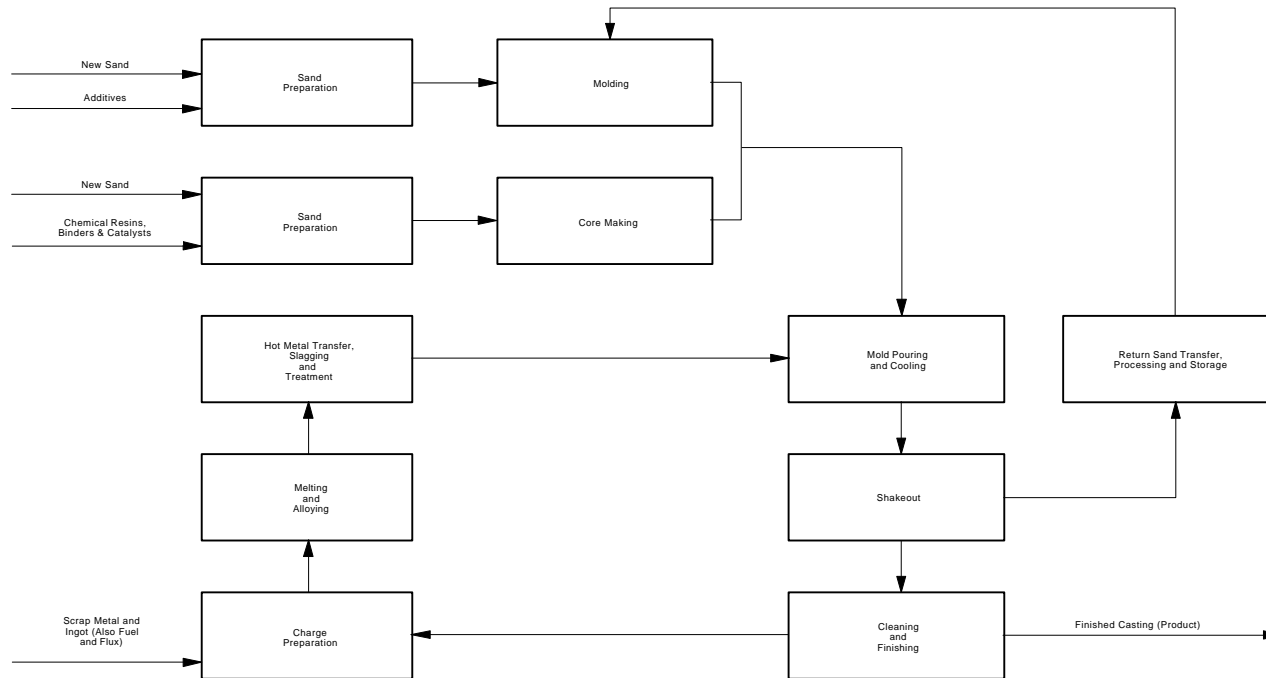 New Sand
Additives
Sand
Preparation
Molding
New Sand
Chemical Resins,
Binders & Catalysts
Sand
Preparation
Core Making
Hot Metal Transfer,
Slagging
and
Treatment
Mold Pouring
and Cooling
Return Sand Transfer,
Processing and Storage
Melting
and
Alloying
Shakeout
Scrap Metal and
Ingot (Also Fuel
and Flux)
Charge
Preparation
Cleaning
and
Finishing
Finished Casting (Product)